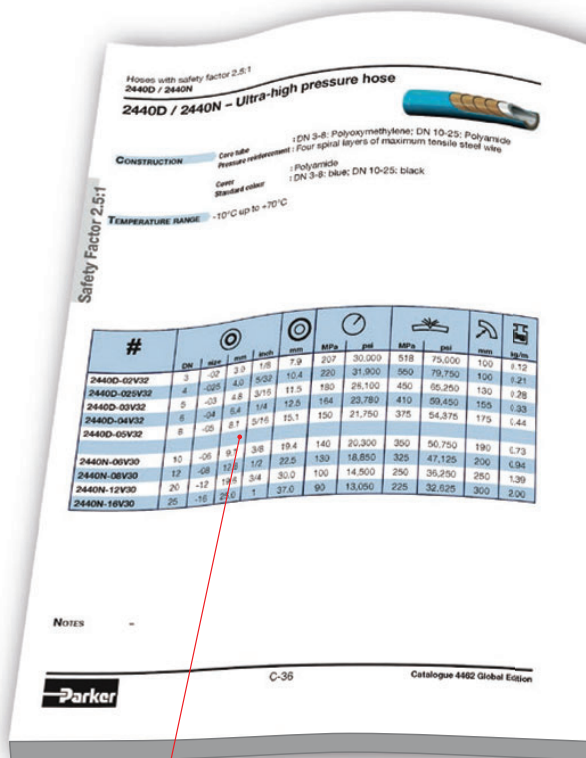 Hoses with safety factor 2.5:1
2440D / 2440N
2440D / 2440N – Ultra-high pressure hose
CONSTRUCTION
Core tube : DN 3-8: Polyoxymethylene; DN 10-25: Polyamide
Pressure reinforcement : Four spiral layers of maximum tensile steel wire
Cover : Polyamide
Standard colour : DN 3-8: blue; DN 10-25: black
TEMPERATURE RANGE -10°C up to +70°C
Safety Factor 2.5:1
#
DN size mm inch mm MPa psi MPa psi mm kg/m
2440D-02V32 3 -02 3.0 1/8 7.9 207 30,000 518 75,000 100 0.12
2440D-025V32 4 -025 4.0 5/32 10.4 220 31,900 550 79,750 100 0.21
2440D-03V32 5 -03 4.8 3/16 11.5 180 26,100 450 65,250 130 0.28
2440D-04V32 6 -04 6.4 1/4 12.5 164 23,780 410 59,450 155 0.33
2440D-05V32 8 -05 8.1 5/16 15.1 150 21,750 375 54,375 175 0.44
2440N-06V30 10 -06 3/8 19.4 140 20,300 350 50,750 190 0.73
2440N-08V30 12 -08 1/2 22.5 130 18,850 325 47,125 200 0.94
2440N-12V30 20 -12 3/4 30.0 100 14,500 250 36,250 250 1.39
2440N-16V30 25 -16 1 37.0 90 13,050 225 32,625 300 2.00
NOTES –
Parker
C-36
Catalogue 4462 Global Edition